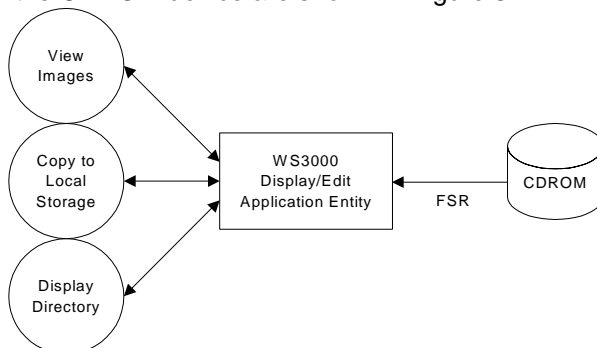 View
Images
Copy to
Local
Storage
Display
Directory
WS3000
Display/Edit
Application Entity
FSR
CDROM